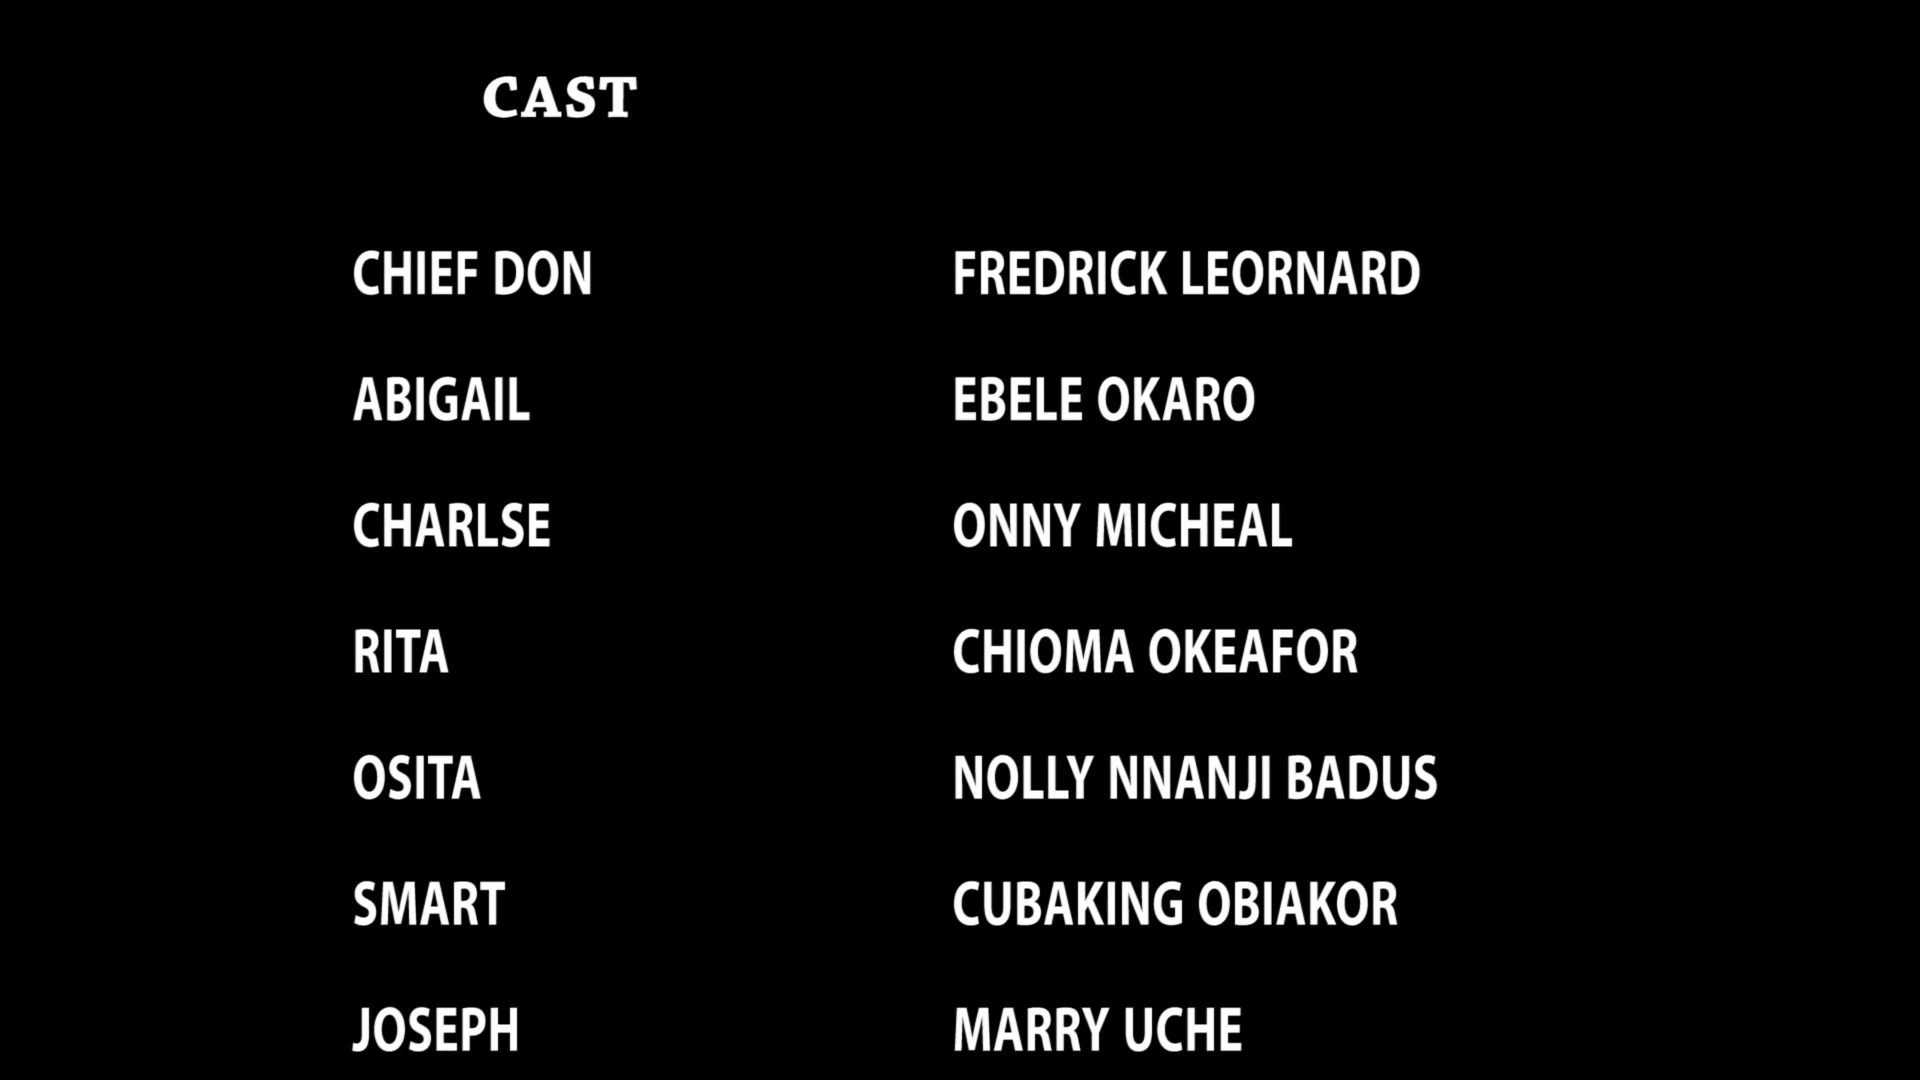 CAST
CHIEF DON FREDRICK LEORNARD
ABIGAIL EBELE OKARO
CHARLSE ONNY MICHEAL
RITA CHIOMA OKEAFOR
OSITA NOLLY NNANJI BADUS
SMART CUBAKING OBIAKOR
JOSEPH MARRY UCHE